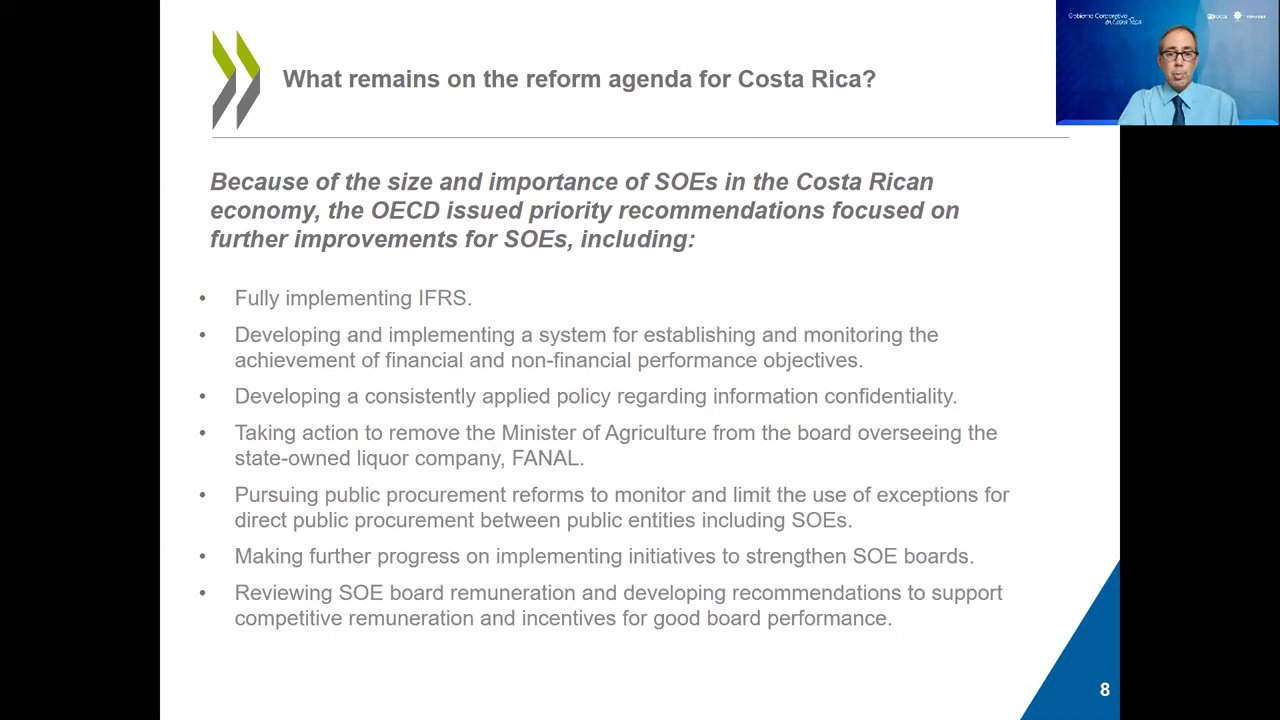 Gobierno Corporativo
en Costa Rica
What remains on the reform agenda for Costa Rica?
Because of the size and importance of SOEs in the Costa Rican
economy, the OECD issued priority recommendations focused on
further improvements for SOEs, including:
• Fully implementing IFRS.
• Developing and implementing a system for establishing and monitoring the
achievement of financial and non-financial performance objectives.
• Developing a consistently applied policy regarding information confidentiality.
• Taking action to remove the Minister of Agriculture from the board overseeing the
state-owned liquor company, FANAL.
• Pursuing public procurement reforms to monitor and limit the use of exceptions for
direct public procurement between public entities including SOEs.
• Making further progress on implementing initiatives to strengthen SOE boards.
• Reviewing SOE board remuneration and developing recommendations to support
competitive remuneration and incentives for good board performance.
8